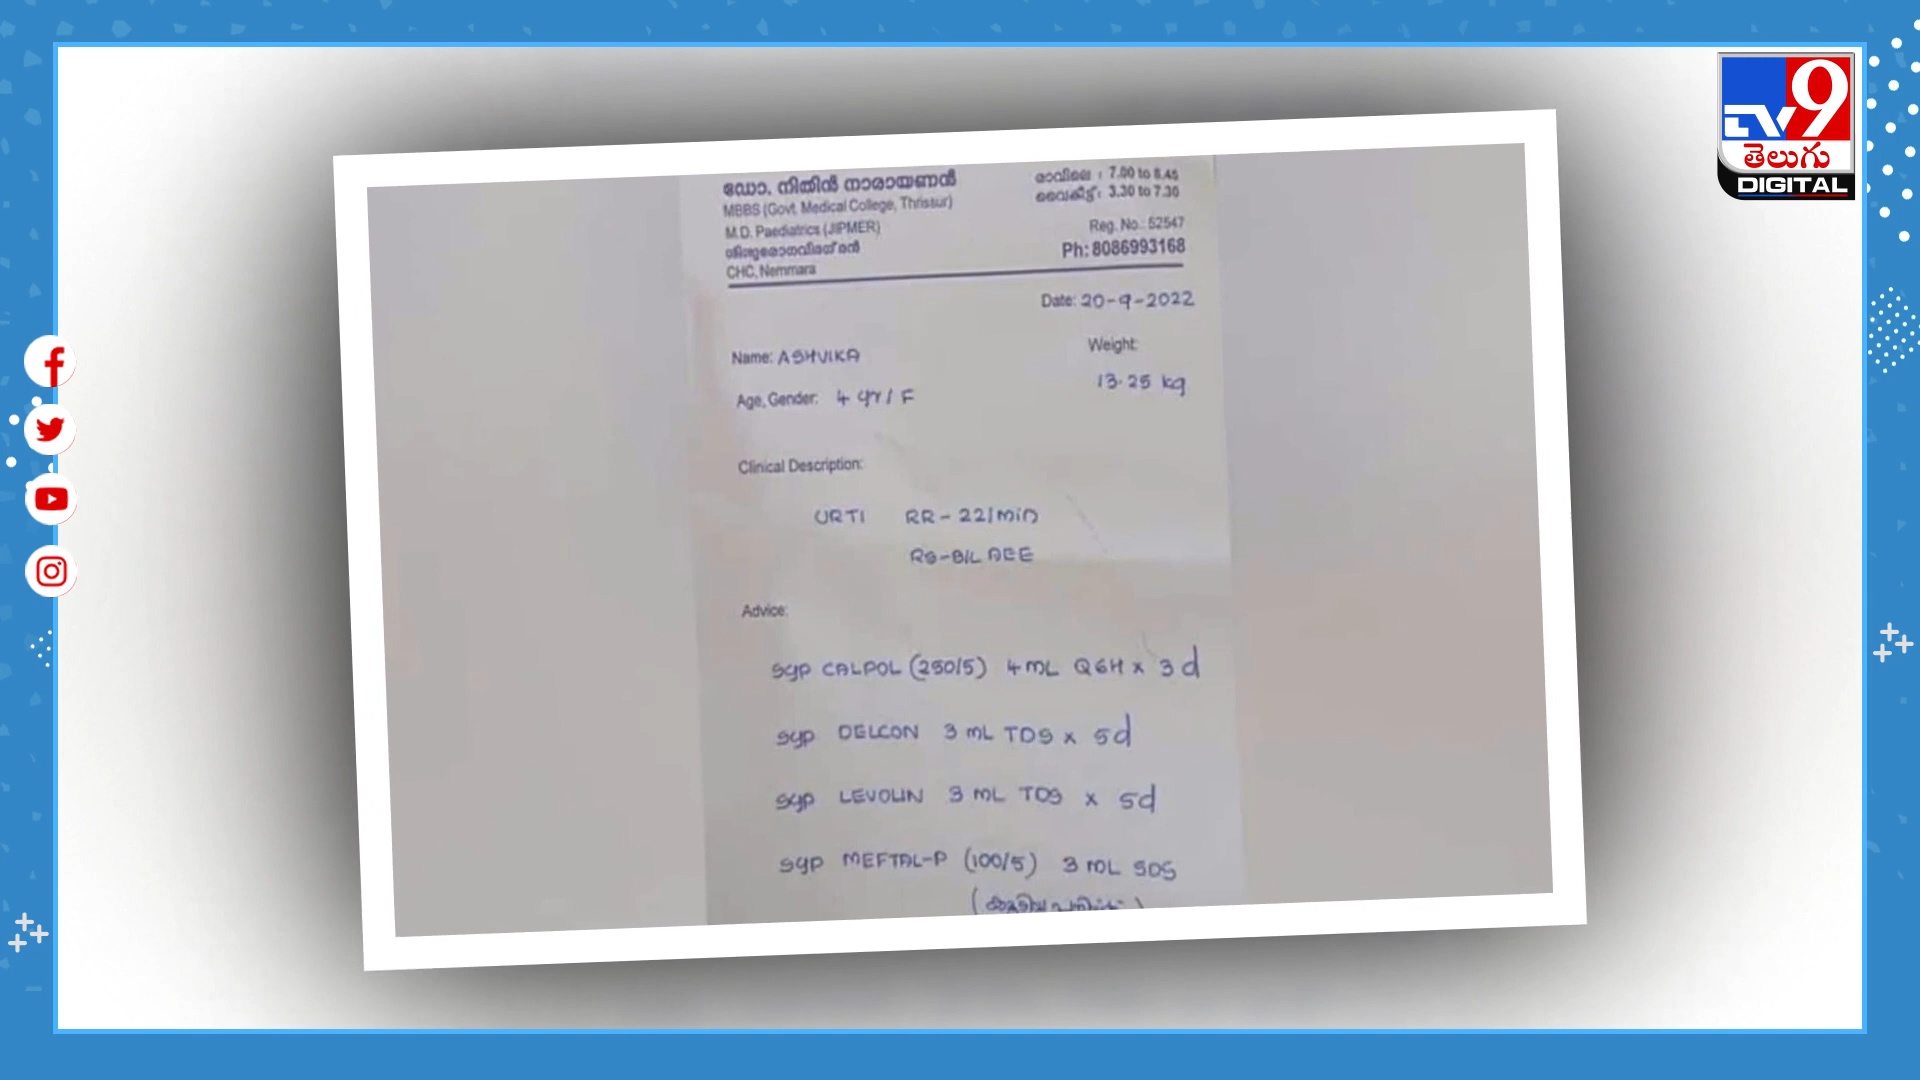 TV9
తెలుగు
DIGITAL
ഡോ. നിതിൻ നാരായണൻ
MBBS (Govt. Medical College, Thrissur)
M.D. Paediatrics (JIPMER)
ശിശുരോഗവിദഗ്ദ്ധൻ
CHC, Nemmara
രാവിലെ : 7.00 to 8.45
വൈകീട്ട് : 3.30 to 7.30
Reg. No.: 52547
Ph: 8086993168
Date: 20-9-2022
Name: ASHVIKA
Weight:
13.25 kg
Age, Gender: 4 yr / F
Clinical Description:
URTI RR - 22/min
RS - B/L AEE
Advice:
syp CALPOL (250/5) 4 mL Q6H x 3 d
syp DELCON 3 mL TDS x 5d
syp LEVOLIN 3 mL TDS x 5d
syp MEFTAL-P (100/5) 3 mL SOS